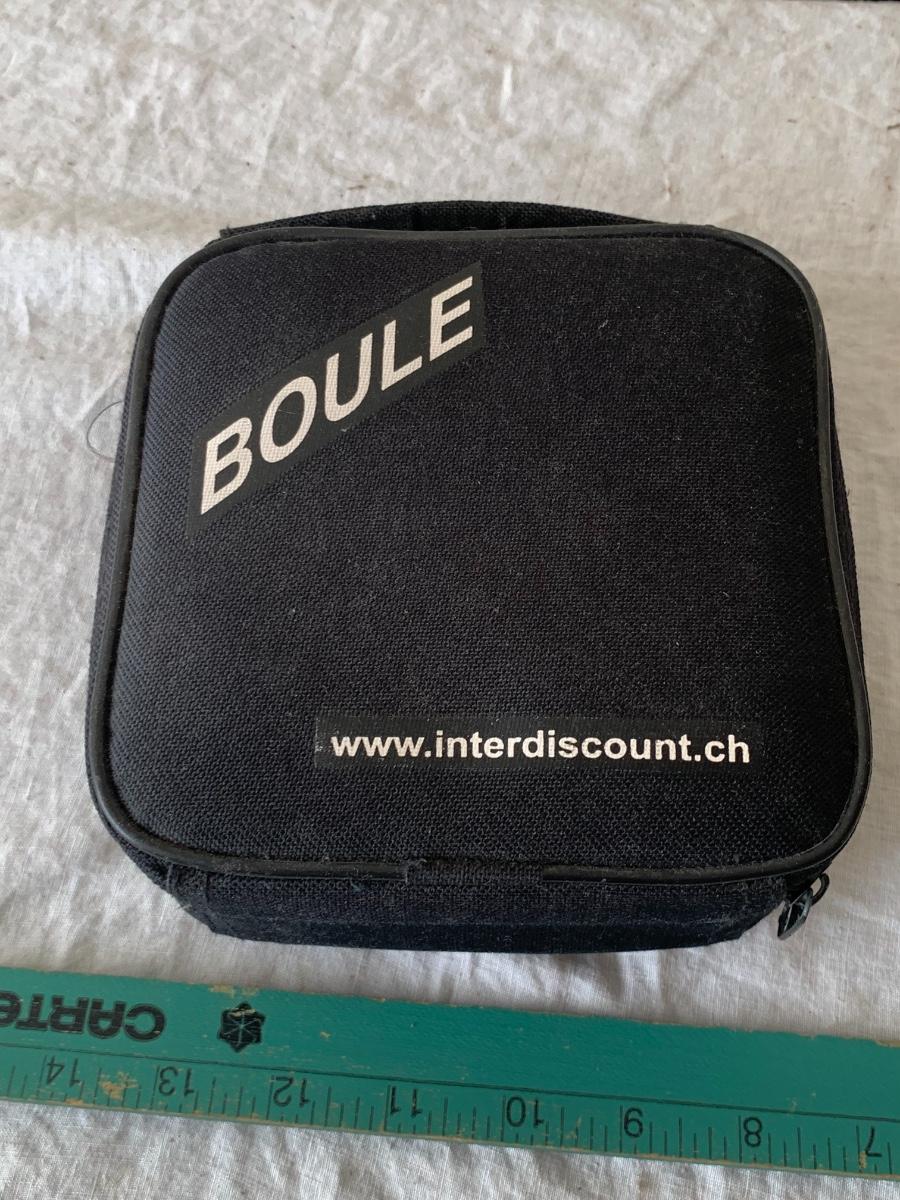 BOULE
www.interdiscount.ch
CARTE
14 13 12 11 10 9 8 7